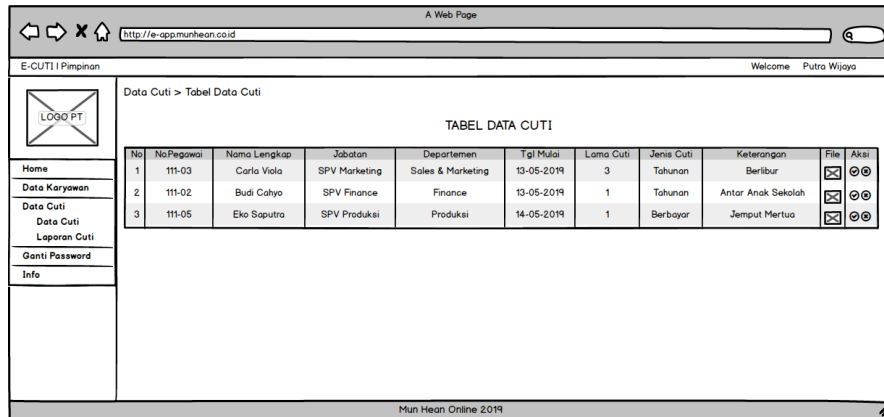 A Web Page
http://e-app.munhean.co.id
E-CUTI | Pimpinan
Welcome Putra Wijaya
LOGO PT
Home
Data Karyawan
Data Cuti
Data Cuti
Laporan Cuti
Ganti Password
Info
Data Cuti > Tabel Data Cuti
TABEL DATA CUTI
No No.Pegawai Nama Lengkap Jabatan Departemen Tgl Mulai Lama Cuti Jenis Cuti Keterangan File Aksi
1 111-03 Carla Viola SPV Marketing Sales & Marketing 13-05-2019 3 Tahunan Berlibur
2 111-02 Budi Cahyo SPV Finance Finance 13-05-2019 1 Tahunan Antar Anak Sekolah
3 111-05 Eko Saputra SPV Produksi Produksi 14-05-2019 1 Berbayar Jemput Mertua
Mun Hean Online 2019